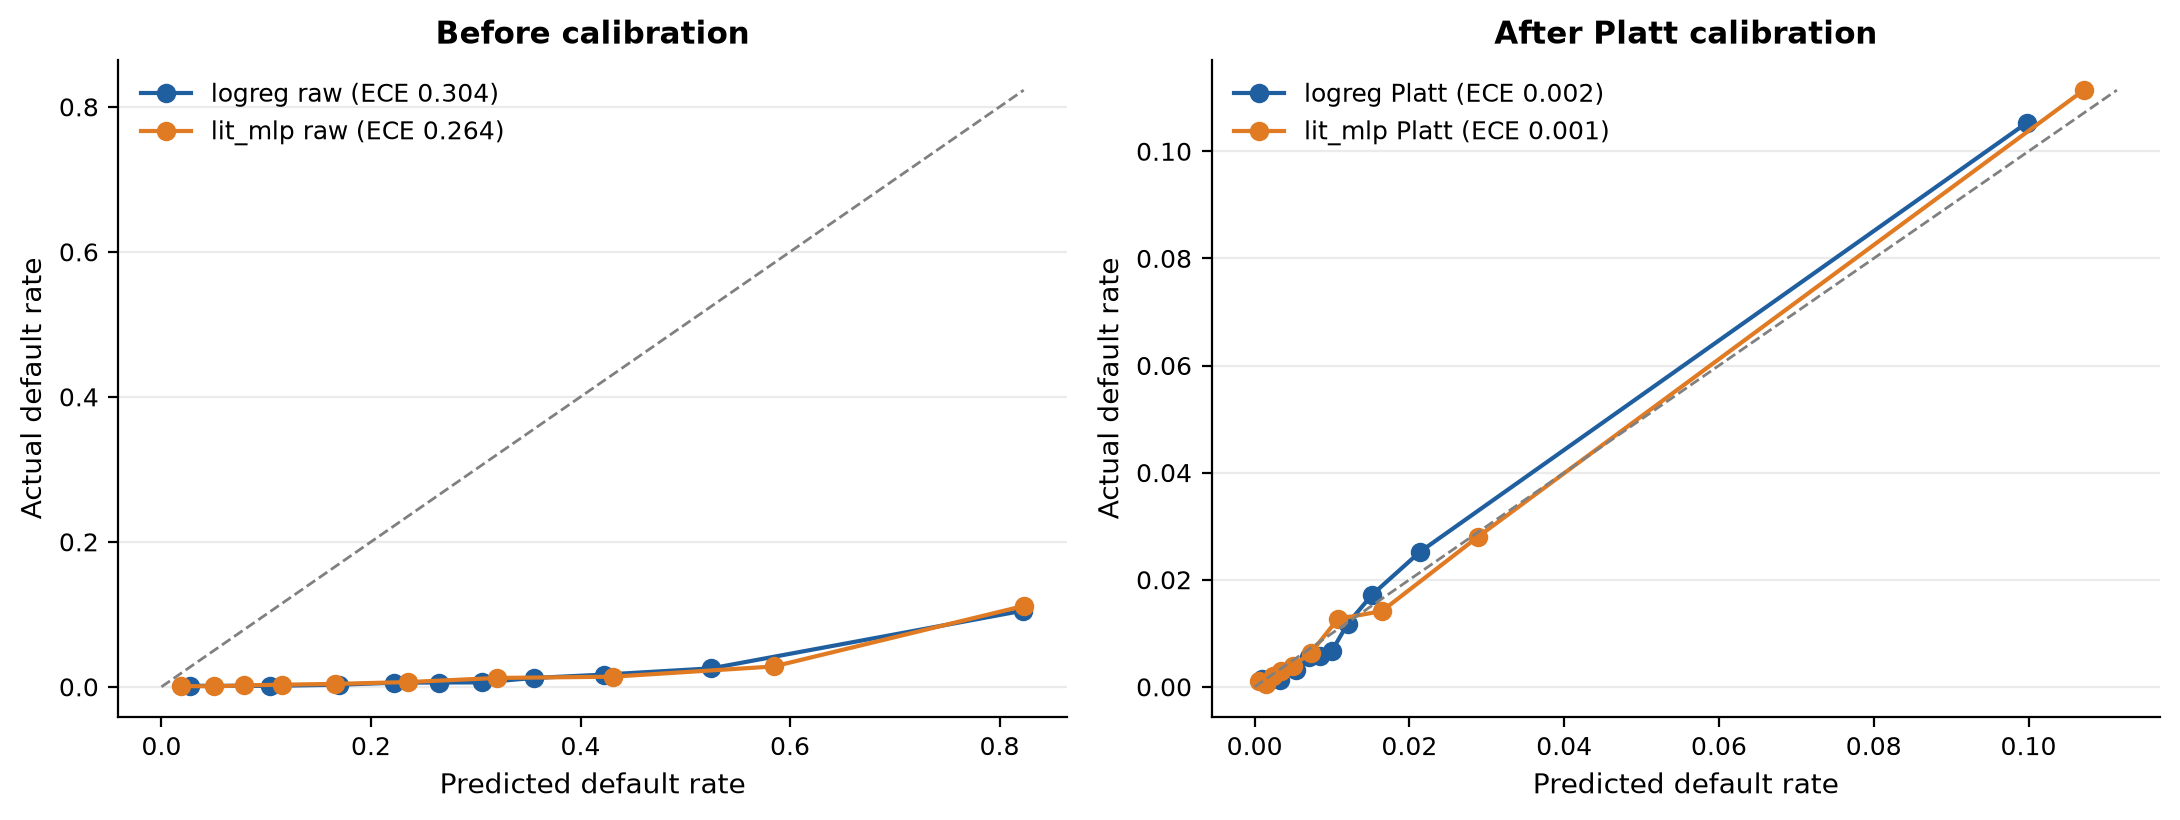 Before calibration
logreg raw (ECE 0.304)
lit_mlp raw (ECE 0.264)
Actual default rate
0.8
0.6
0.4
0.2
0.0
0.0 0.2 0.4 0.6 0.8
Predicted default rate
After Platt calibration
logreg Platt (ECE 0.002)
lit_mlp Platt (ECE 0.001)
Actual default rate
0.10
0.08
0.06
0.04
0.02
0.00
0.00 0.02 0.04 0.06 0.08 0.10
Predicted default rate